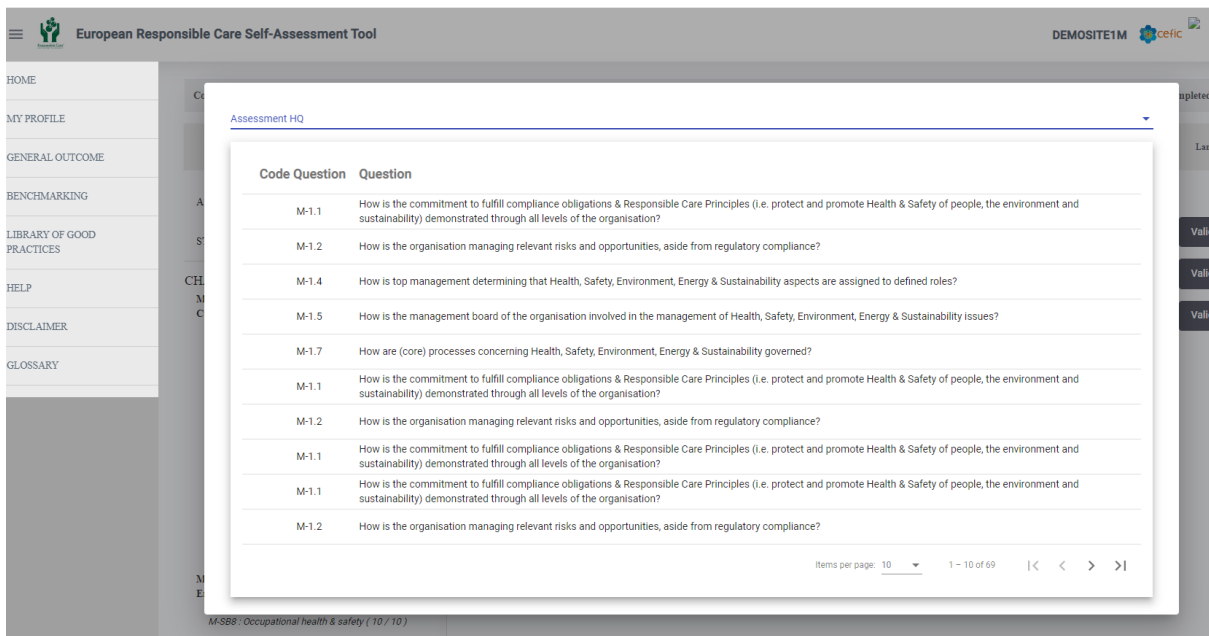 European Responsible Care Self-Assessment Tool
DEMOSITE1M
cefic
HOME
MY PROFILE
GENERAL OUTCOME
BENCHMARKING
LIBRARY OF GOOD
PRACTICES
HELP
DISCLAIMER
GLOSSARY
Assessment HQ
Code Question Question
M-1.1 How is the commitment to fulfill compliance obligations & Responsible Care Principles (i.e. protect and promote Health & Safety of people, the environment and
sustainability) demonstrated through all levels of the organisation?
M-1.2 How is the organisation managing relevant risks and opportunities, aside from regulatory compliance?
M-1.4 How is top management determining that Health, Safety, Environment, Energy & Sustainability aspects are assigned to defined roles?
M-1.5 How is the management board of the organisation involved in the management of Health, Safety, Environment, Energy & Sustainability issues?
M-1.7 How are (core) processes concerning Health, Safety, Environment, Energy & Sustainability governed?
M-1.1 How is the commitment to fulfill compliance obligations & Responsible Care Principles (i.e. protect and promote Health & Safety of people, the environment and
sustainability) demonstrated through all levels of the organisation?
M-1.2 How is the organisation managing relevant risks and opportunities, aside from regulatory compliance?
M-1.1 How is the commitment to fulfill compliance obligations & Responsible Care Principles (i.e. protect and promote Health & Safety of people, the environment and
sustainability) demonstrated through all levels of the organisation?
M-1.1 How is the commitment to fulfill compliance obligations & Responsible Care Principles (i.e. protect and promote Health & Safety of people, the environment and
sustainability) demonstrated through all levels of the organisation?
M-1.2 How is the organisation managing relevant risks and opportunities, aside from regulatory compliance?
Items per page: 10 1 – 10 of 69
M-SB8 : Occupational health & safety ( 10 / 10 )